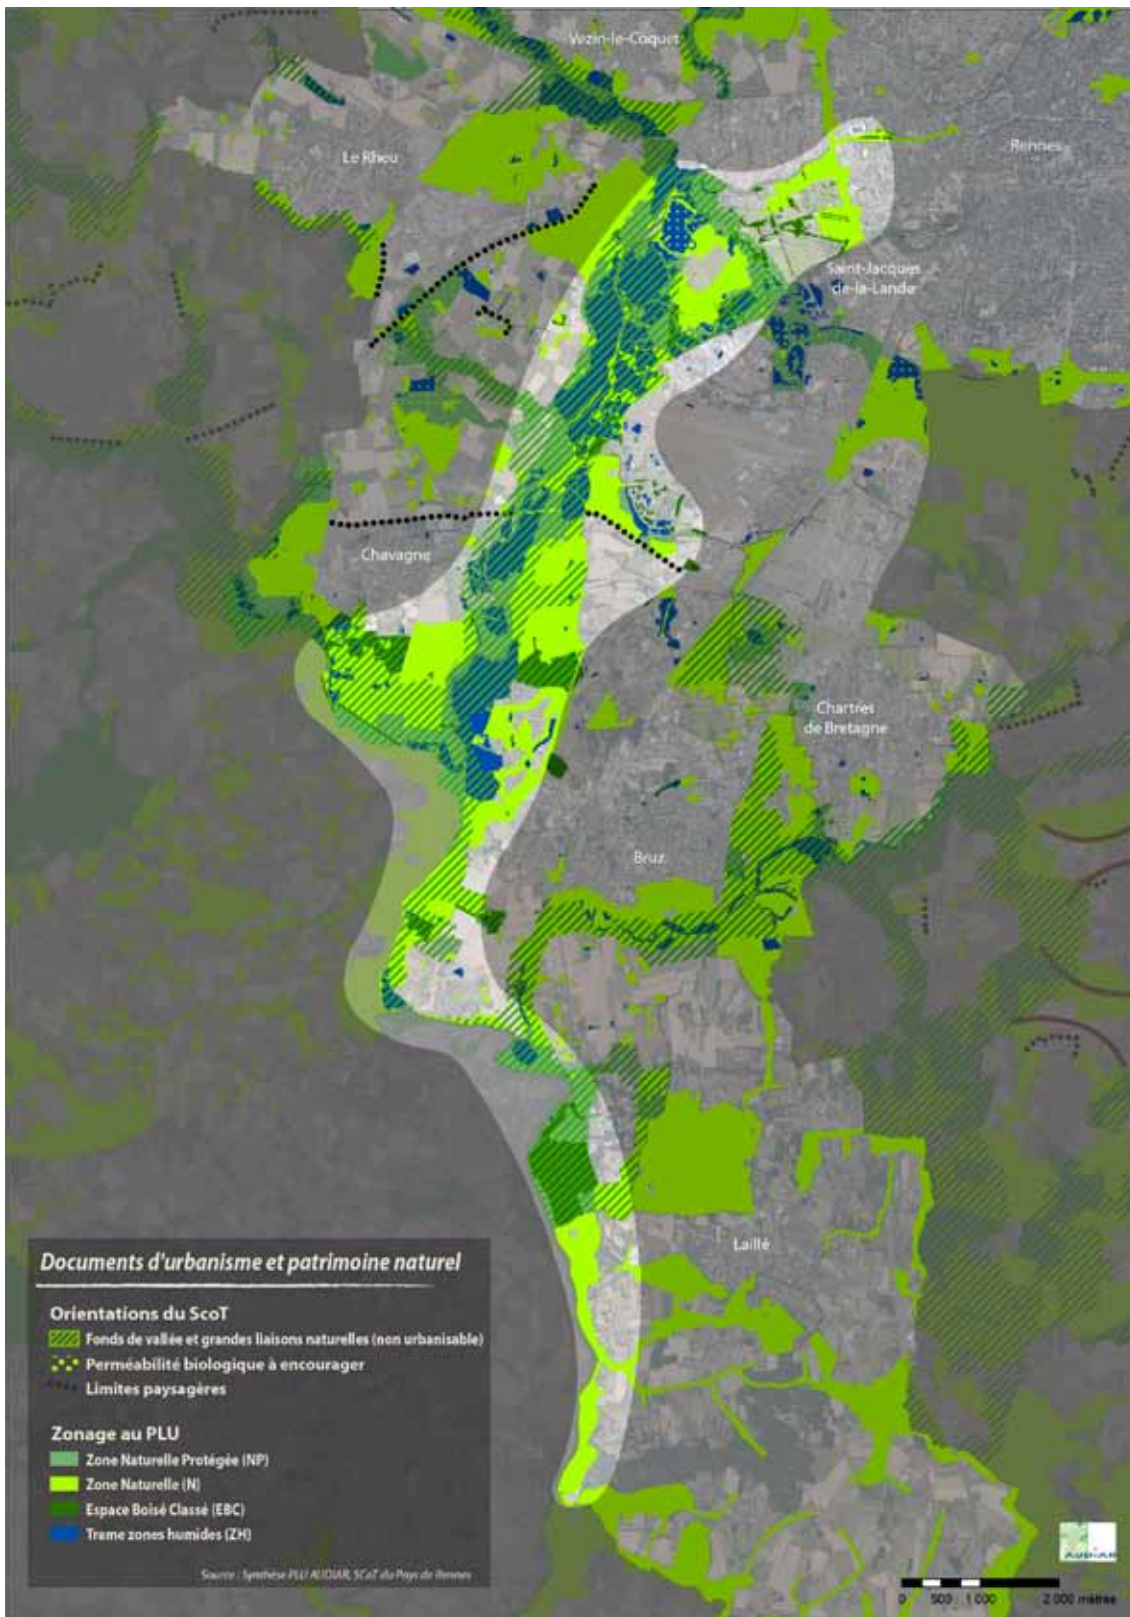 Vezin-le-Coquet
Le Rheu
Rennes
Saint-Jacques
de-la-Lande
Chavagne
Chartres
de Bretagne
Bruz
Laillé
Documents d'urbanisme et patrimoine naturel
Orientations du ScoT
Fonds de vallée et grandes liaisons naturelles (non urbanisable)
Perméabilité biologique à encourager
Limites paysagères
Zonage au PLU
Zone Naturelle Protégée (NP)
Zone Naturelle (N)
Espace Boisé Classé (EBC)
Trame zones humides (ZH)
Source : Synthèse PLU AUDIAR, SCoT du Pays de Rennes
AUDIAR
0 500 1 000 2 000 mètres